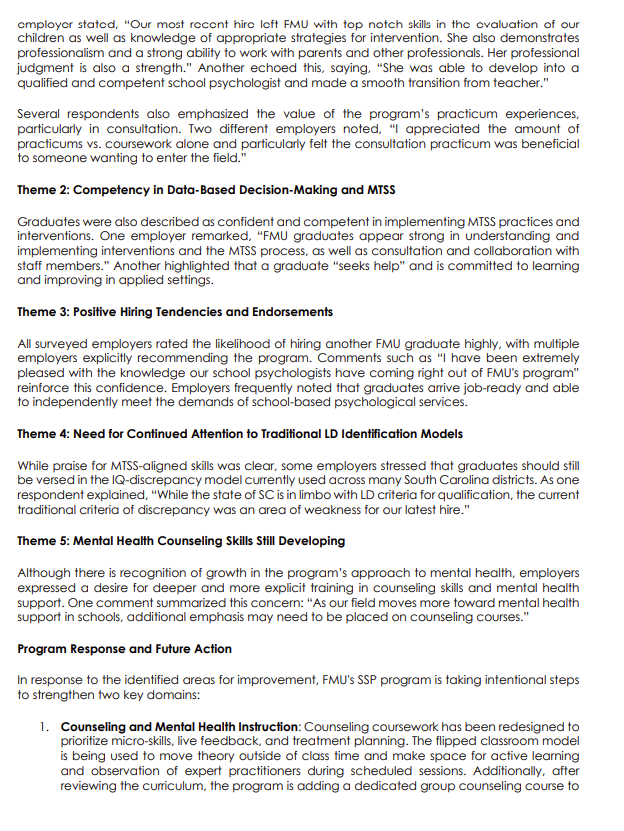 employer stated, “Our most recent hire left FMU with top notch skills in the evaluation of our
children as well as knowledge of appropriate strategies for intervention. She also demonstrates
professionalism and a strong ability to work with parents and other professionals. Her professional
judgment is also a strength.” Another echoed this, saying, “She was able to develop into a
qualified and competent school psychologist and made a smooth transition from teacher.”
Several respondents also emphasized the value of the program’s practicum experiences,
particularly in consultation. Two different employers noted, “I appreciated the amount of
practicums vs. coursework alone and particularly felt the consultation practicum was beneficial
to someone wanting to enter the field.”
Theme 2: Competency in Data-Based Decision-Making and MTSS
Graduates were also described as confident and competent in implementing MTSS practices and
interventions. One employer remarked, “FMU graduates appear strong in understanding and
implementing interventions and the MTSS process, as well as consultation and collaboration with
staff members.” Another highlighted that a graduate “seeks help” and is committed to learning
and improving in applied settings.
Theme 3: Positive Hiring Tendencies and Endorsements
All surveyed employers rated the likelihood of hiring another FMU graduate highly, with multiple
employers explicitly recommending the program. Comments such as “I have been extremely
pleased with the knowledge our school psychologists have coming right out of FMU's program”
reinforce this confidence. Employers frequently noted that graduates arrive job-ready and able
to independently meet the demands of school-based psychological services.
Theme 4: Need for Continued Attention to Traditional LD Identification Models
While praise for MTSS-aligned skills was clear, some employers stressed that graduates should still
be versed in the IQ-discrepancy model currently used across many South Carolina districts. As one
respondent explained, “While the state of SC is in limbo with LD criteria for qualification, the current
traditional criteria of discrepancy was an area of weakness for our latest hire.”
Theme 5: Mental Health Counseling Skills Still Developing
Although there is recognition of growth in the program’s approach to mental health, employers
expressed a desire for deeper and more explicit training in counseling skills and mental health
support. One comment summarized this concern: “As our field moves more toward mental health
support in schools, additional emphasis may need to be placed on counseling courses.”
Program Response and Future Action
In response to the identified areas for improvement, FMU's SSP program is taking intentional steps
to strengthen two key domains:
1. Counseling and Mental Health Instruction: Counseling coursework has been redesigned to
prioritize micro-skills, live feedback, and treatment planning. The flipped classroom model
is being used to move theory outside of class time and make space for active learning
and observation of expert practitioners during scheduled sessions. Additionally, after
reviewing the curriculum, the program is adding a dedicated group counseling course to